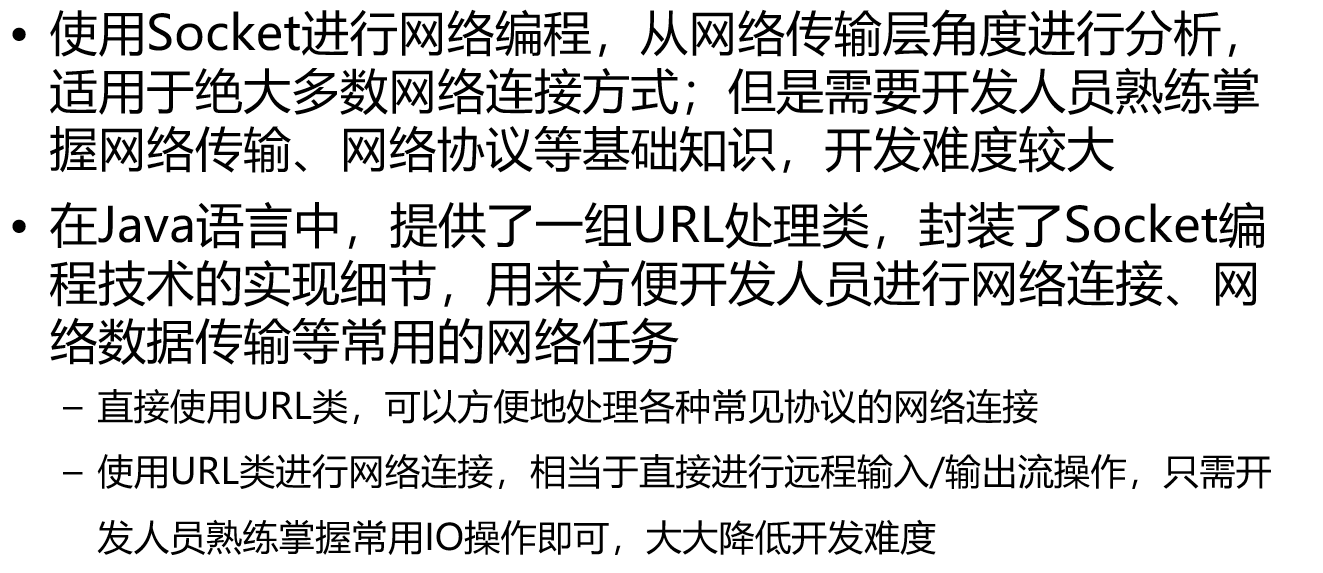 • 使用Socket进行网络编程，从网络传输层角度进行分析，
适用于绝大多数网络连接方式；但是需要开发人员熟练掌
握网络传输、网络协议等基础知识，开发难度较大
• 在Java语言中，提供了一组URL处理类，封装了Socket编
程技术的实现细节，用来方便开发人员进行网络连接、网
络数据传输等常用的网络任务
– 直接使用URL类，可以方便地处理各种常见协议的网络连接
– 使用URL类进行网络连接，相当于直接进行远程输入/输出流操作，只需开
发人员熟练掌握常用IO操作即可，大大降低开发难度